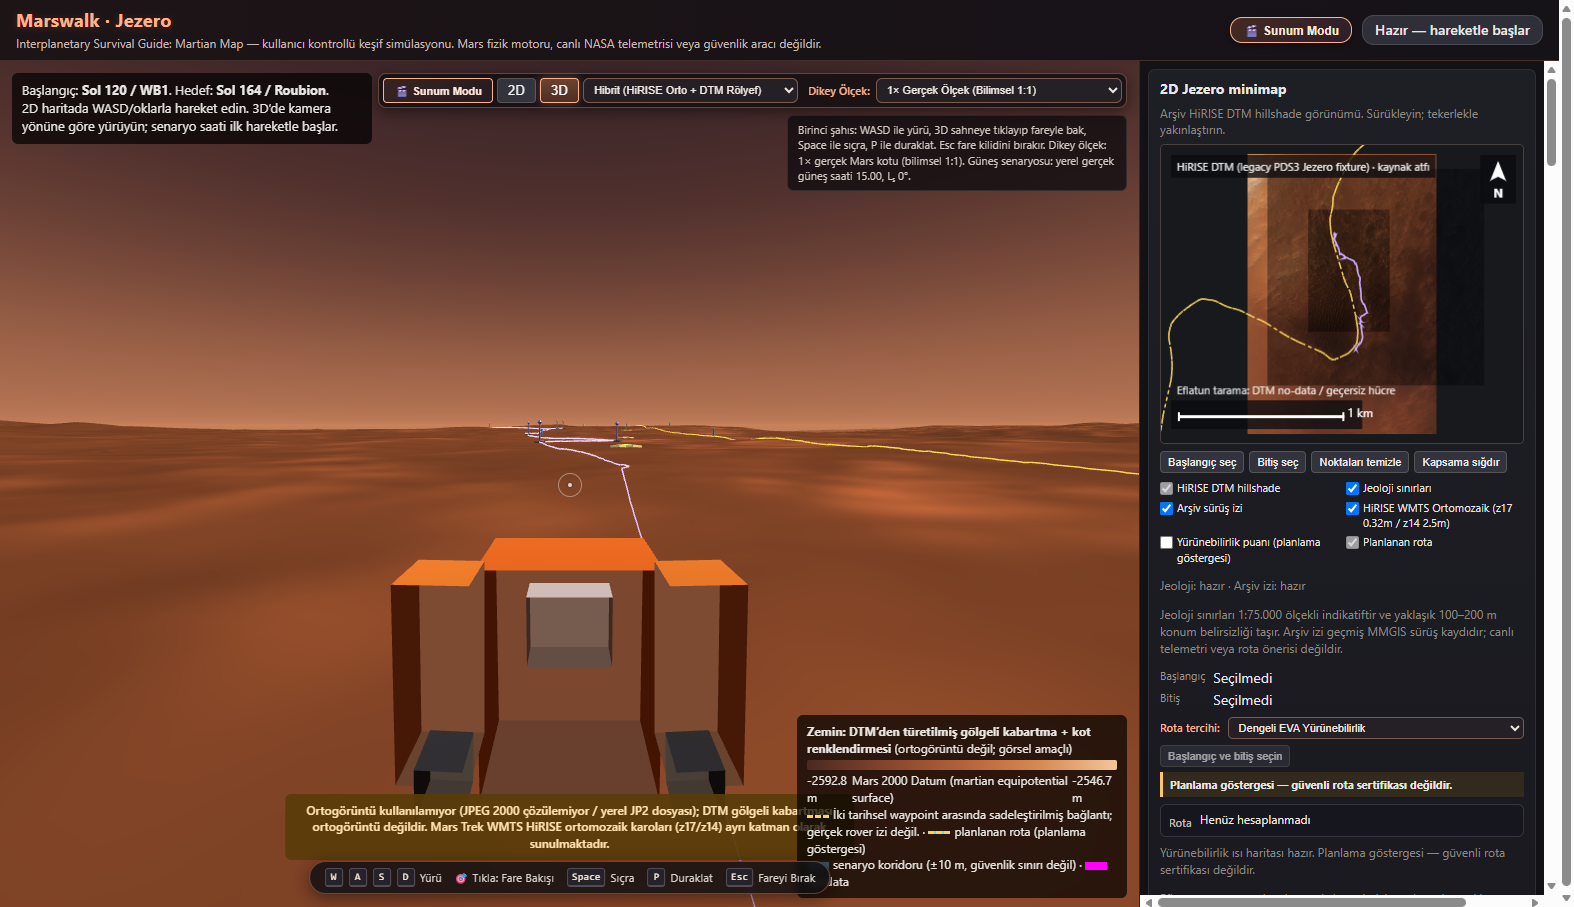 Marswalk · Jezero
Interplanetary Survival Guide: Martian Map — kullanıcı kontrollü keşif simülasyonu. Mars fizik motoru, canlı NASA telemetrisi veya güvenlik aracı değildir.
Sunum Modu
Hazır — hareketle başlar
Başlangıç: Sol 120 / WB1. Hedef: Sol 164 / Roubion.
2D haritada WASD/oklarla hareket edin. 3D'de kamera
yönüne göre yürüyün; senaryo saati ilk hareketle başlar.
Sunum Modu
2D
3D
Hibril (HiRISE Orto + DTM Rölyef)
Dikey Ölçek:
1× Gerçek Ölçek (Bilimsel 1:1)
Birinci şahıs: WASD ile yürü, 3D sahneye tıklayıp fareyle bak,
Space ile sıçra, P ile duraklat. Esc fare kilidini bırakır. Dikey ölçek:
1× gerçek Mars kotu (bilimsel 1:1). Güneş senaryosu: yerel gerçek
güneş saati 15.00, Lₛ 0°.
Zemin: DTM'den türetilmiş gölgeli kabartma + kot
renklendirmesi (ortogörüntü değil; görsel amaçlı)
-2592.8 Mars 2000 Datum (martian equipotential -2546.7
m surface) m
İki tarihsel waypoint arasında sadeleştirilmiş bağlantı;
gerçek rover izi değil. · planlanan rota (planlama
göstergesi)
senaryo koridoru (±10 m, güvenlik sınırı değil) ·
data
Ortogörüntü kullanılamıyor (JPEG 2000 çözülemiyor / yerel JP2 dosyası); DTM gölgeli kabartması
ortogörüntü değildir. Mars Trek WMTS HiRISE ortomozaik karoları (z17/z14) ayrı katman olarak
sunulmaktadır.
W A S D Yürü Tıkla: Fare Bakışı Space Sıçra P Duraklat Esc Fareyi Bırak
2D Jezero minimap
Arşiv HiRISE DTM hillshade görünümü. Sürükleyin; tekerlekle
yakınlaştırın.
HiRISE DTM (legacy PDS3 Jezero fixture) · kaynak atfı
N
Eflatun tarama: DTM no-data / geçersiz hücre
1 km
Başlangıç seç
Bitiş seç
Noktaları temizle
Kapsama sığdır
HiRISE DTM hillshade
Jeoloji sınırları
Arşiv sürüş izi
HiRISE WMTS Ortomozaik (z17
0.32m / z14 2.5m)
Yürünebilirlik puanı (planlama
göstergesi)
Planlanan rota
Jeoloji: hazır · Arşiv izi: hazır
Jeoloji sınırları 1:75.000 ölçekli indikatiftir ve yaklaşık 100–200 m
konum belirsizliği taşır. Arşiv izi geçmiş MMGIS sürüş kaydıdır; canlı
telemetri veya rota önerisi değildir.
Başlangıç Seçilmedi
Bitiş Seçilmedi
Rota tercihi: Dengeli EVA Yürünebilirlik
Başlangıç ve bitiş seçin
Planlama göstergesi — güvenli rota sertifikası değildir.
Rota Henüz hesaplanmadı
Yürünebilirlik ısı haritası hazır. Planlama göstergesi — güvenli rota
sertifikası değildir.